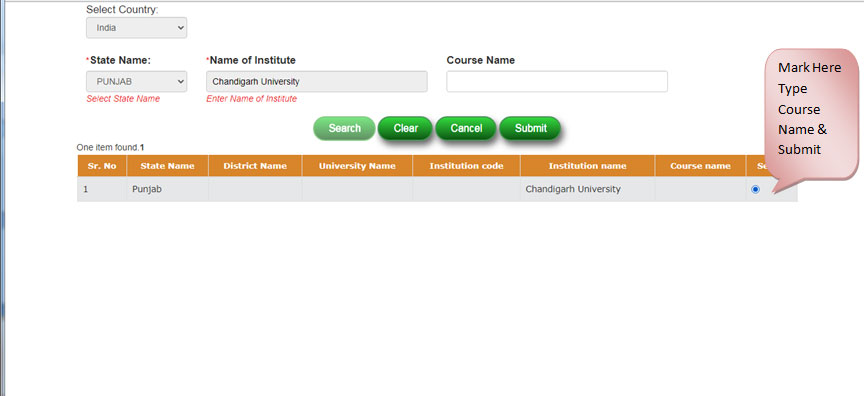 Select Country:
India
*State Name:
*Name of Institute
Course Name
PUNJAB
Chandigarh University
Select State Name
Enter Name of Institute
Search
Clear
Cancel
Submit
One item found.1
Sr. No
State Name
District Name
University Name
Institution code
Institution name
Course name
1
Punjab
Chandigarh University
Mark Here
Type
Course
Name &
Submit